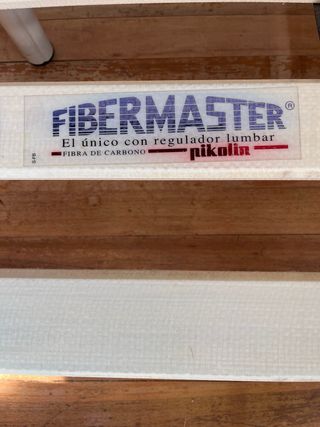 FIBERMASTER®
El único con regulador lumbar
FIBRA DE CARBONO pikolin